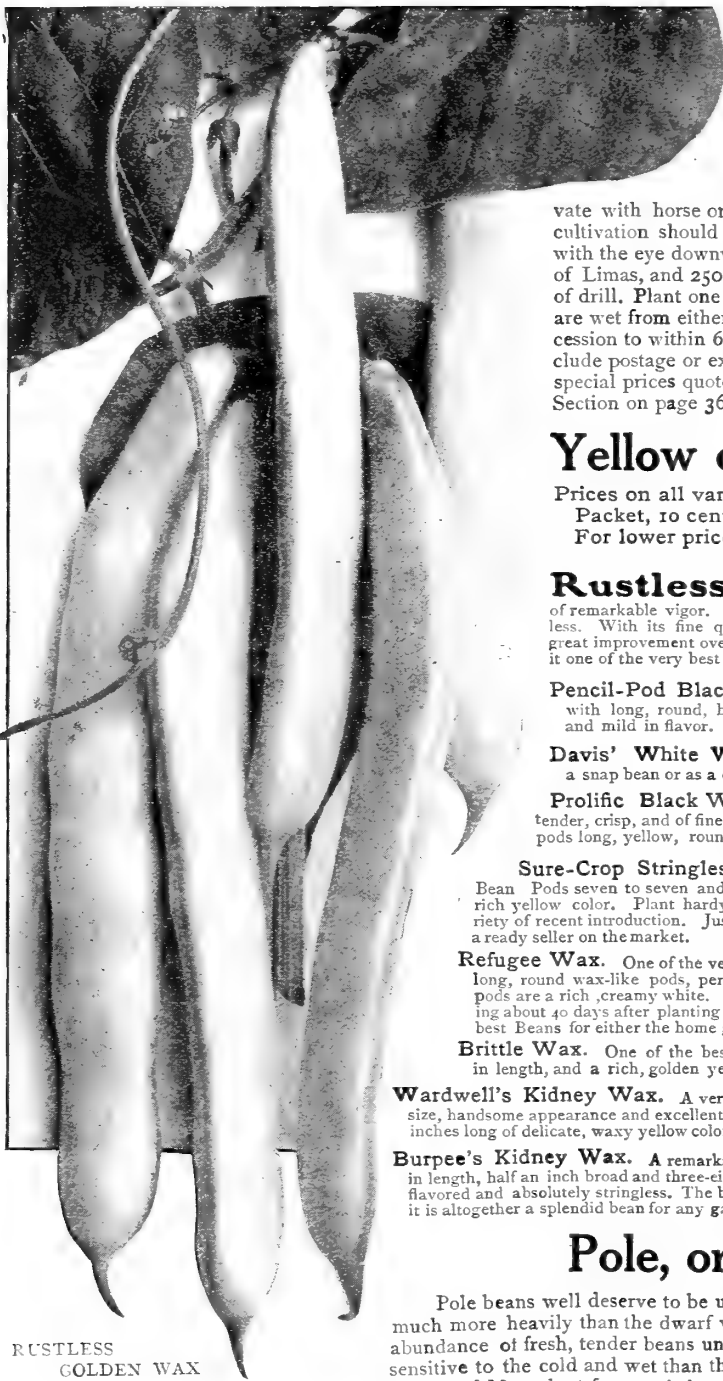 vate with horse or
cultivation should
with the eye down
of Limas, and 250
of drill. Plant one
are wet from either
cession to within 6
clude postage or ex
special prices quot
Section on page 36
Yellow
Prices on all var
Packet, 10 cen
For lower pric
Rustless
of remarkable vigor.
less. With its fine q
great improvement ove
it one of the very best
Pencil-Pod Blac
with long, round, b
and mild in flavor.
Davis' White W
a snap bean or as a
Prolific Black W
tender, crisp, and of fine
pods long, yellow, roun
Sure-Crop Stringles
Bean Pods seven to seven and
rich yellow color. Plant hardy
riety of recent introduction. Jus
a ready seller on the market.
Refugee Wax. One of the ve
long, round wax-like pods, per
pods are a rich ,creamy white.
ing about 40 days after planting
best Beans for either the home
Brittle Wax. One of the bes
in length, and a rich, golden ye
Wardwell's Kidney Wax. A ver
size, handsome appearance and excellent
inches long of delicate, waxy yellow colo
Burpee's Kidney Wax. A remark
in length, half an inch broad and three-ei
flavored and absolutely stringless. The b
it is altogether a splendid bean for any ga
Pole, or
Pole beans well deserve to be u
much more heavily than the dwarf
abundance of fresh, tender beans un
sensitive to the cold and wet than th
RUSTLESS
GOLDEN WAX